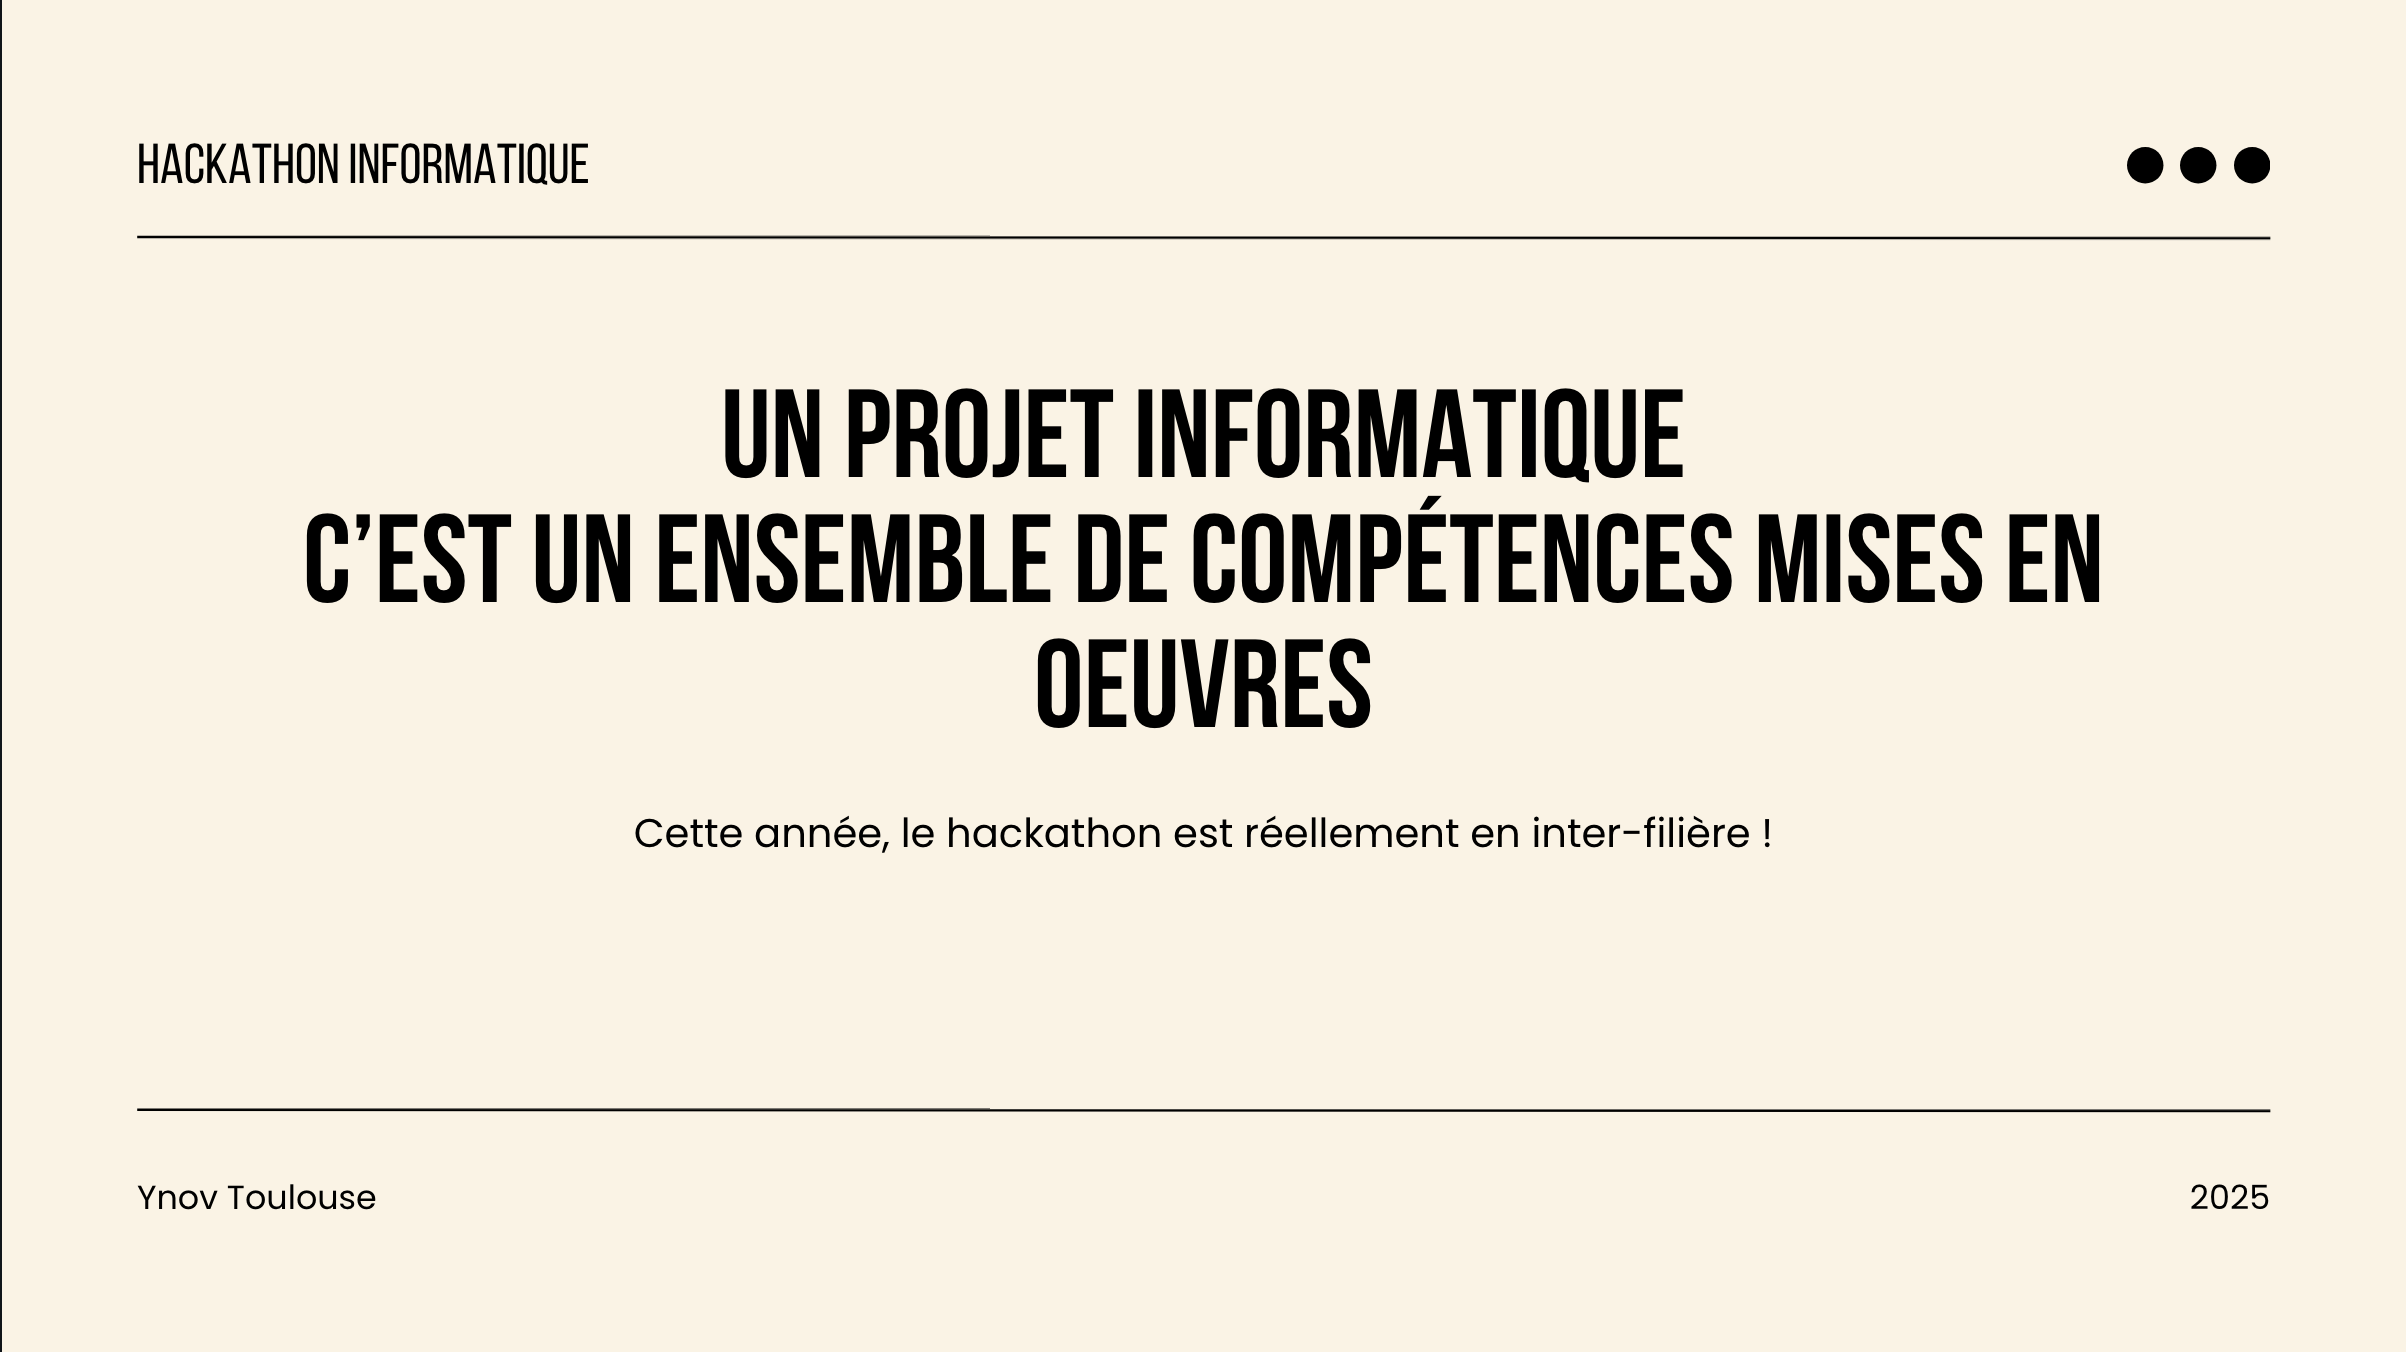 HACKATHON INFORMATIQUE
UN PROJET INFORMATIQUE
C’EST UN ENSEMBLE DE COMPÉTENCES MISES EN
OEUVRES
Cette année, le hackathon est réellement en inter-filière !
Ynov Toulouse
2025